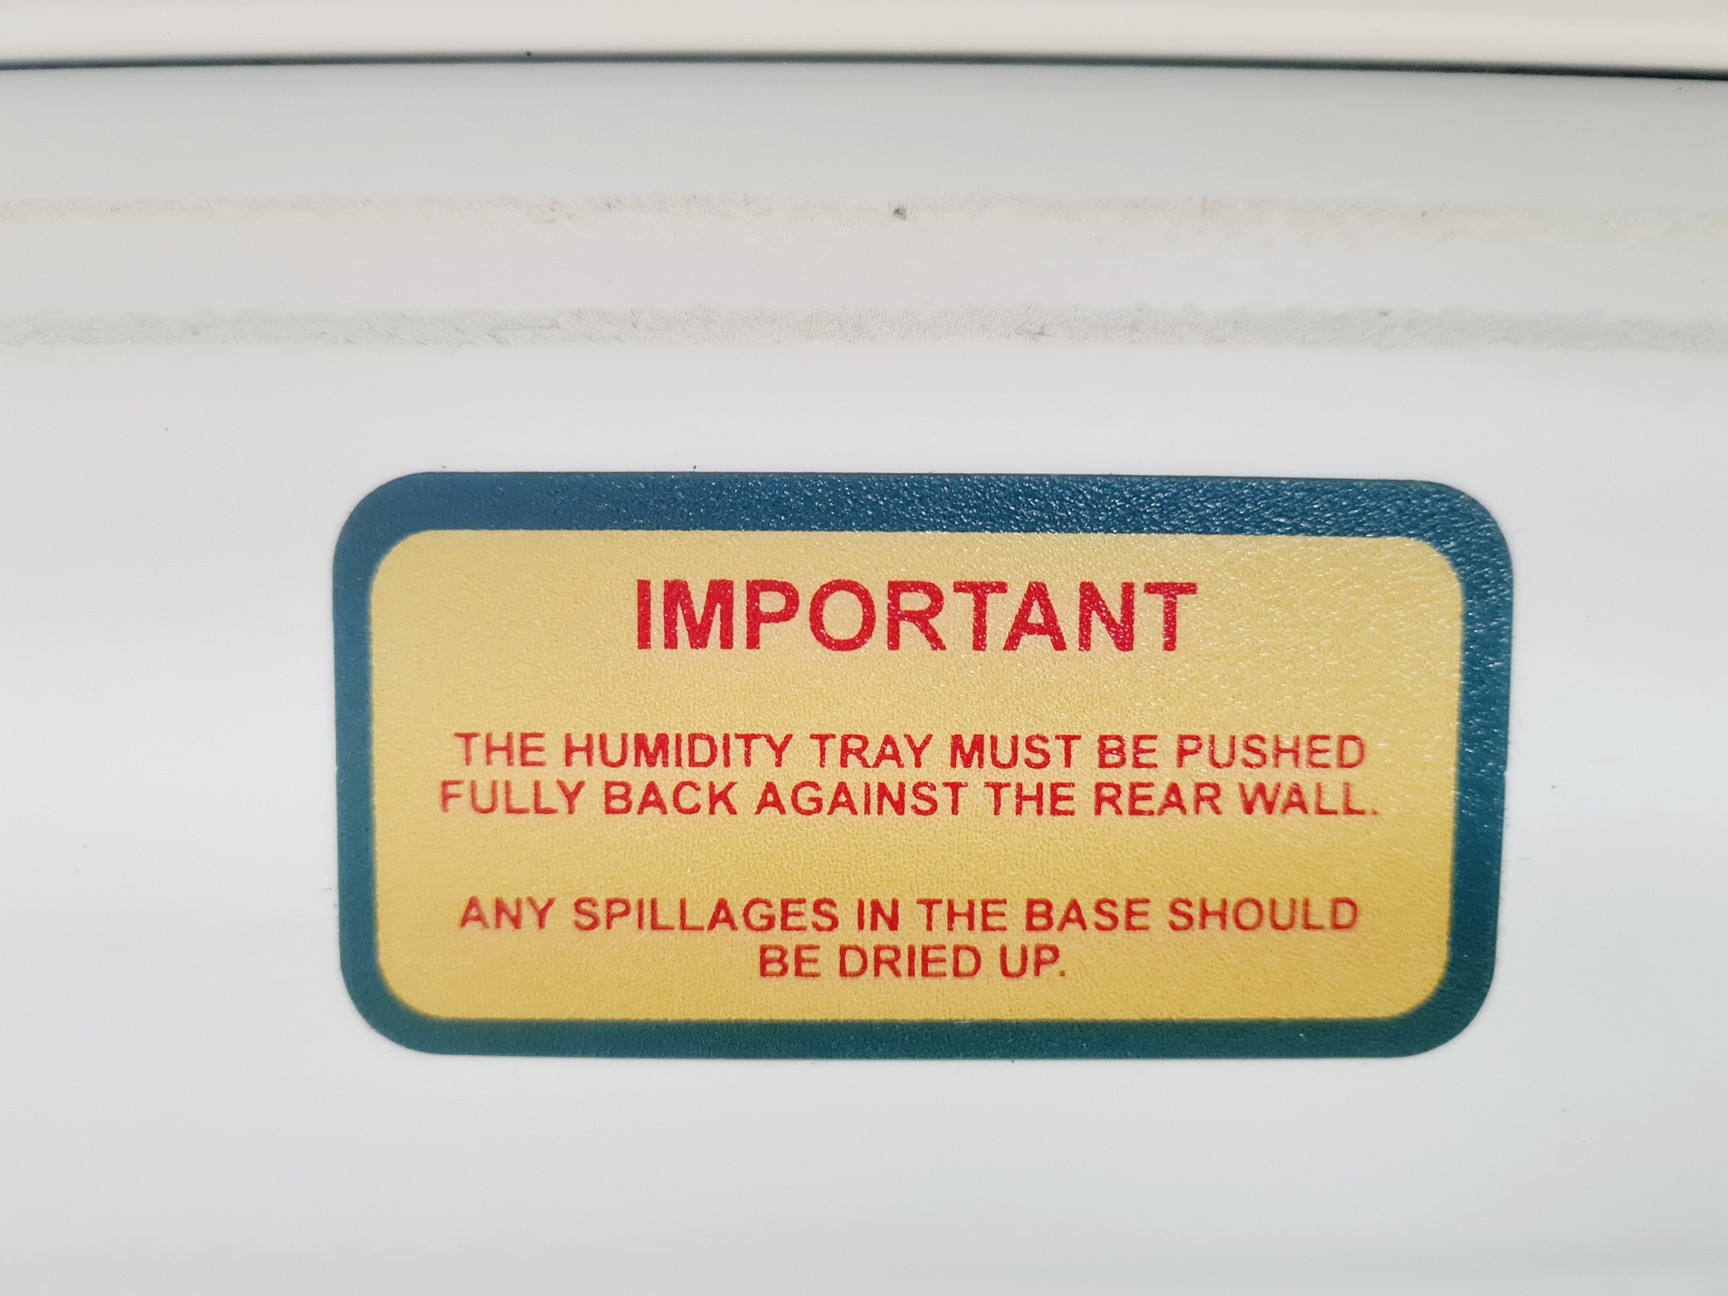 IMPORTANT
THE HUMIDITY TRAY MUST BE PUSHED
FULLY BACK AGAINST THE REAR WALL.
ANY SPILLAGES IN THE BASE SHOULD
BE DRIED UP.